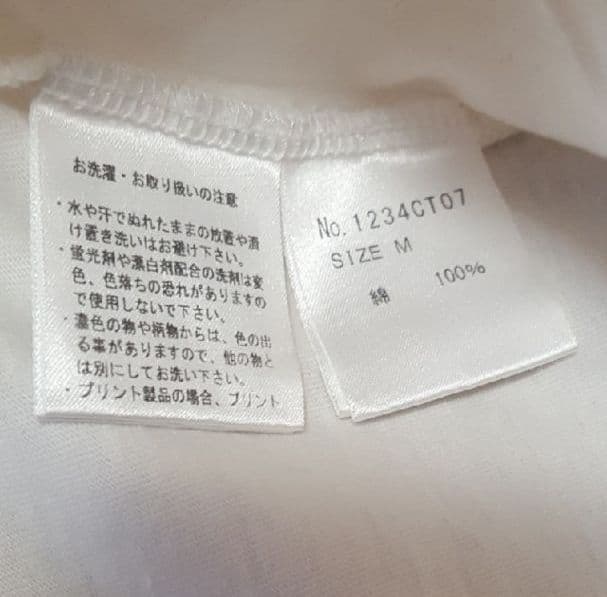 お洗濯・お取り扱いの注意
・水や汗でぬれたままの放置や漬
け置き洗いはお避け下さい。
・蛍光剤や漂白剤配合の洗剤は変
色、色落ちの恐れがありますの
で使用しないで下さい。
・濃色の物や柄物からは、色の出
る事がありますので、他の物と
は別にしてお洗い下さい。
・プリント製品の場合、プリント
No. 1234CT07
SIZE M
綿 100%